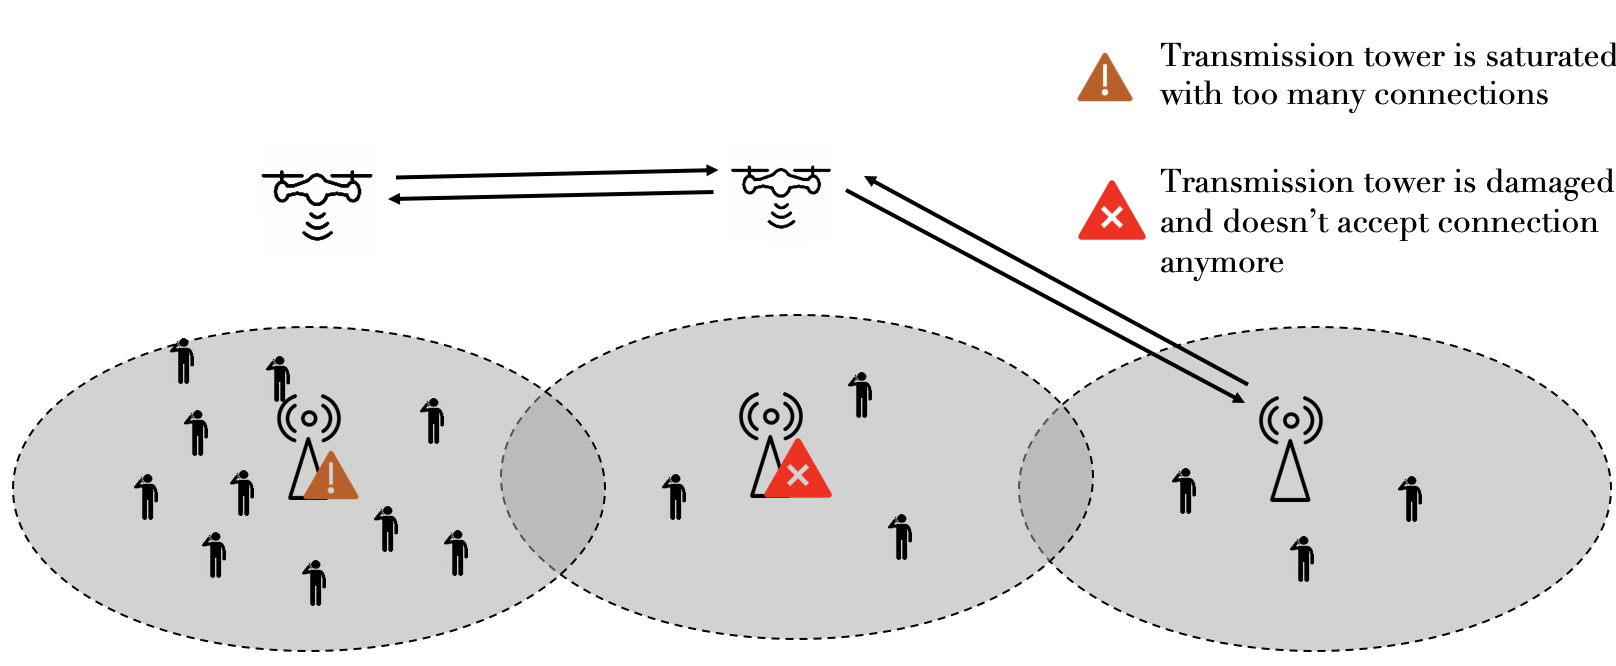 Transmission tower is saturated
with too many connections
Transmission tower is damaged
and doesn’t accept connection
anymore